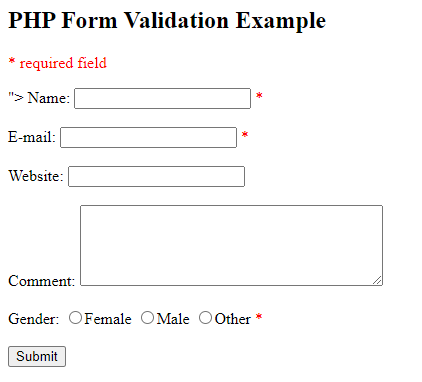 PHP Form Validation Example
* required field
"> Name: *
E-mail: *
Website:
Comment:
Gender: Female Male Other *
Submit